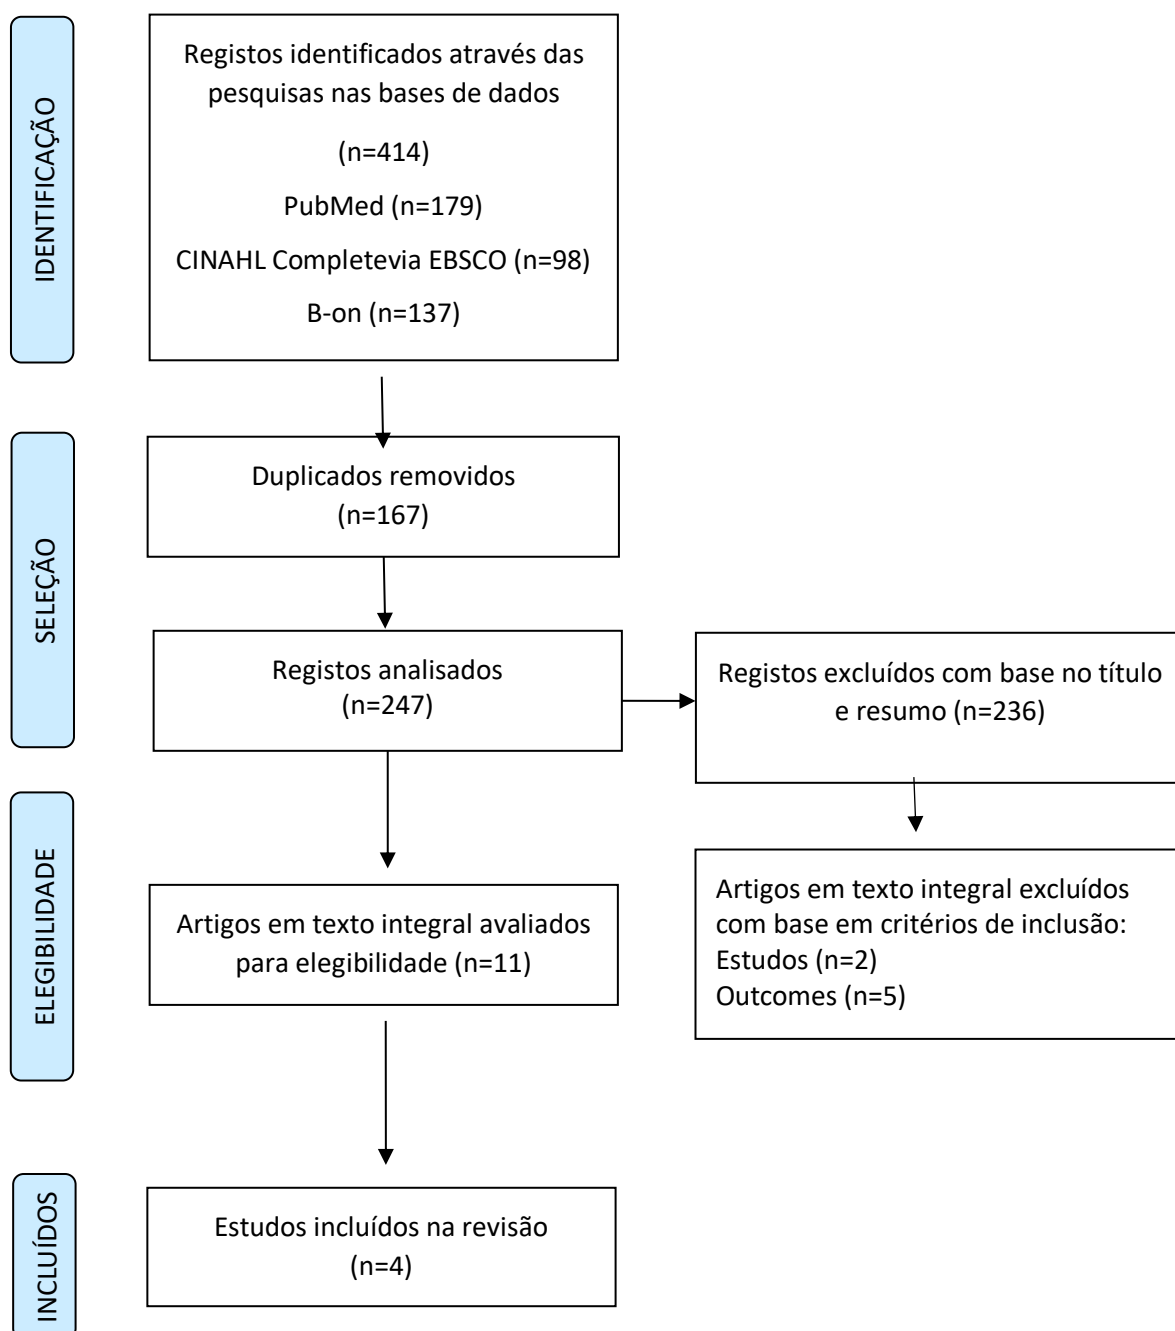 IDENTIFICAÇÃO
Registos identificados através das
pesquisas nas bases de dados
(n=414)
PubMed (n=179)
CINAHL Completevia EBSCO (n=98)
B-on (n=137)
SELEÇÃO
Duplicados removidos
(n=167)
Registos analisados
(n=247)
Registos excluídos com base no título
e resumo (n=236)
ELEGIBILIDADE
Artigos em texto integral avaliados
para elegibilidade (n=11)
Artigos em texto integral excluídos
com base em critérios de inclusão:
Estudos (n=2)
Outcomes (n=5)
INCLUÍDOS
Estudos incluídos na revisão
(n=4)